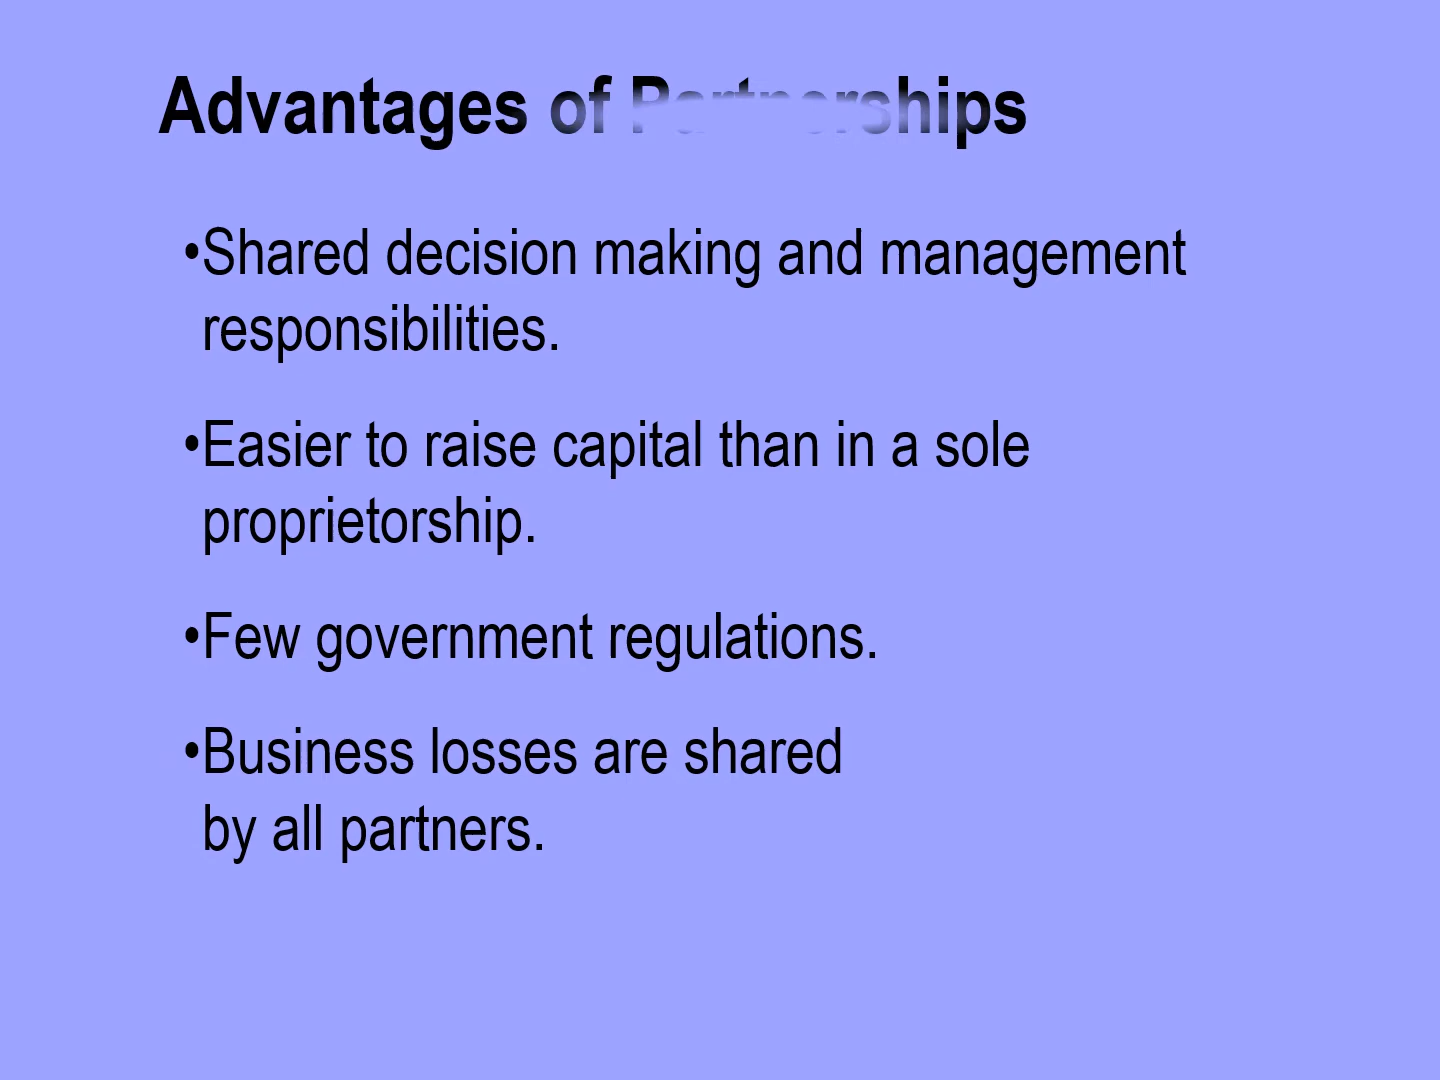 Advantages of Partnerships
•Shared decision making and management
responsibilities.
•Easier to raise capital than in a sole
proprietorship.
•Few government regulations.
•Business losses are shared
by all partners.